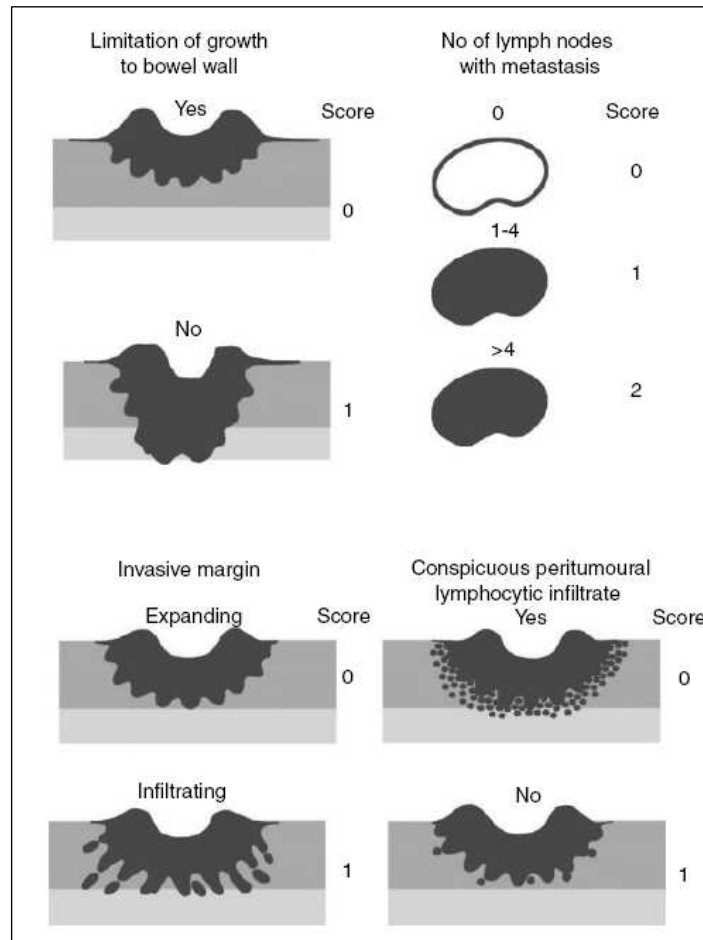 Limitation of growth
to bowel wall
Yes
Score
0
No
1
No of lymph nodes
with metastasis
0
Score
0
1-4
1
>4
2
Invasive margin
Expanding
Score
0
Infiltrating
1
Conspicuous peritumoural
lymphocytic infiltrate
Yes
Score
0
No
1